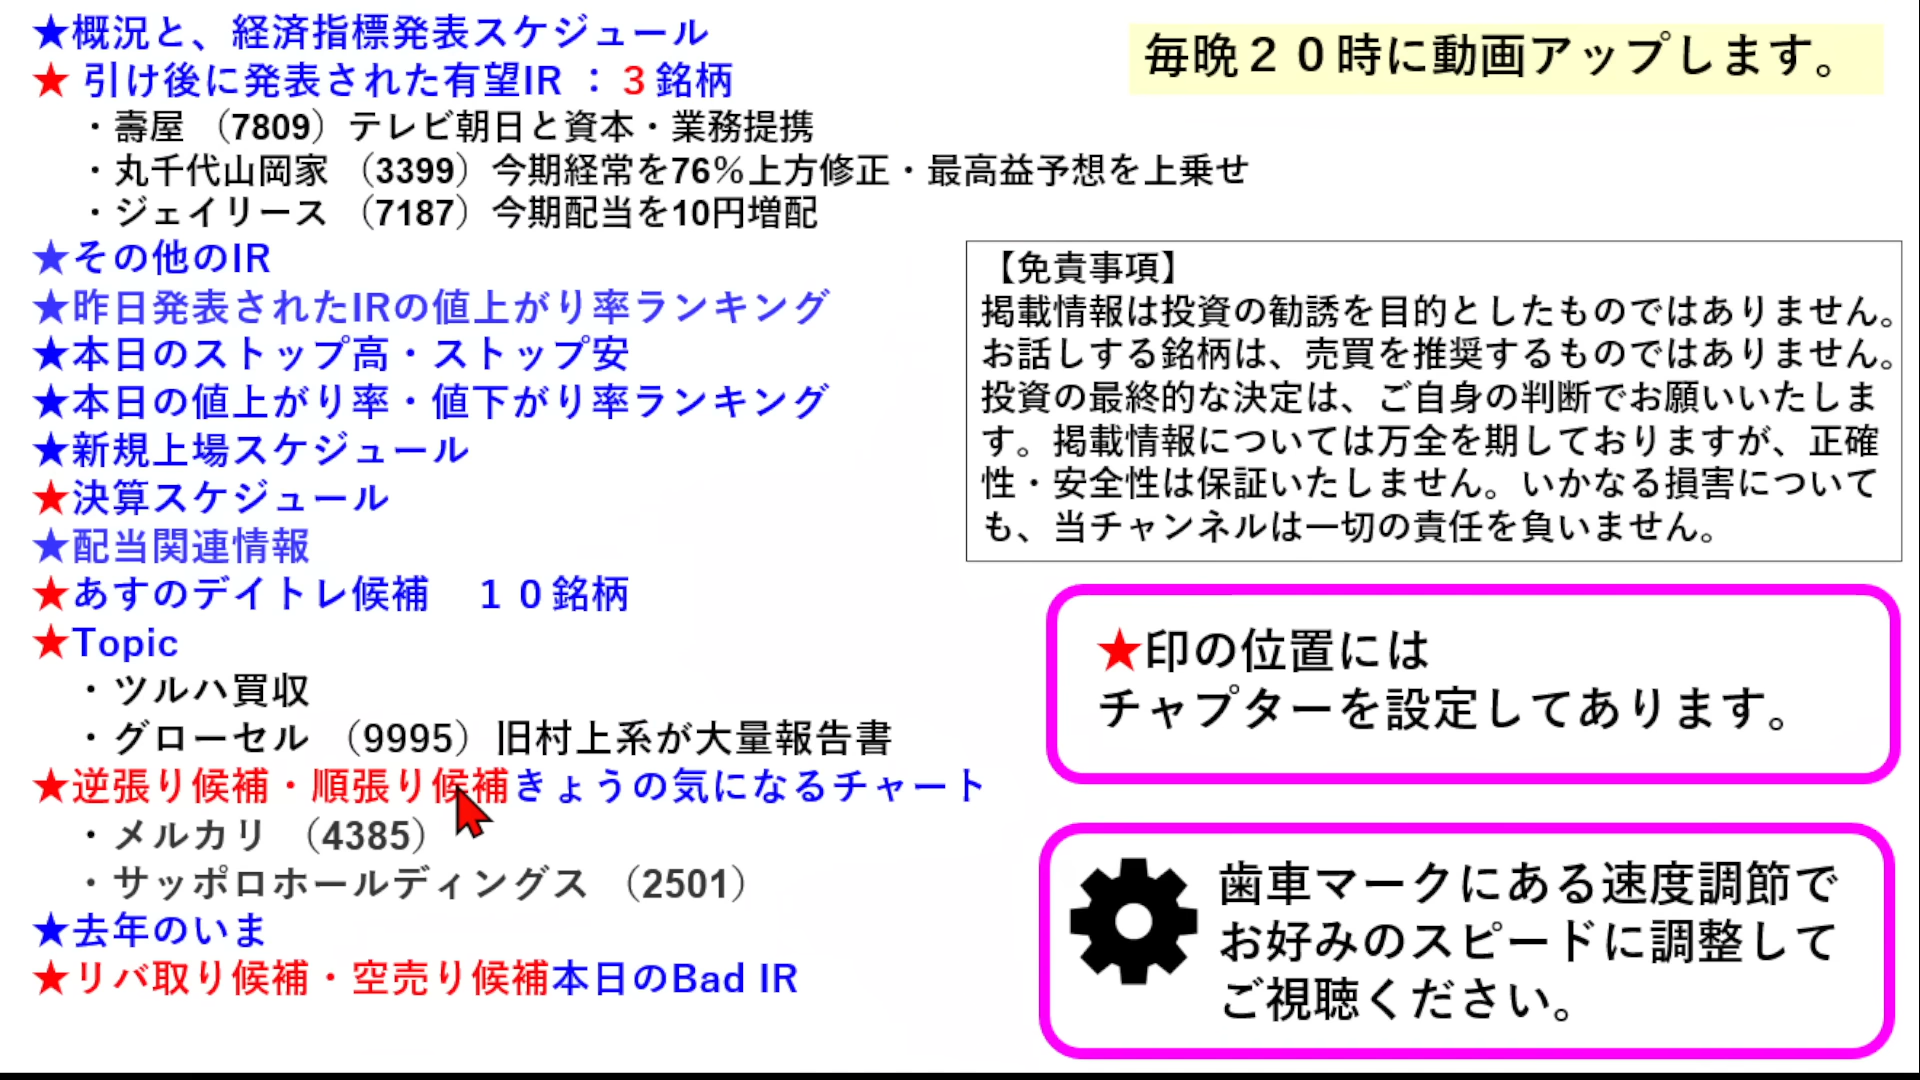 ★概況と、経済指標発表スケジュール
★ 引け後に発表された有望IR ： 3 銘柄
・壽屋 （7809）テレビ朝日と資本・業務提携
・丸千代山岡家 （3399）今期経常を76％上方修正・最高益予想を上乗せ
・ジェイリース （7187）今期配当を10円増配
★その他のIR
★昨日発表されたIRの値上がり率ランキング
★本日のストップ高・ストップ安
★本日の値上がり率・値下がり率ランキング
★新規上場スケジュール
★決算スケジュール
★配当関連情報
★あすのデイトレ候補　１０銘柄
★Topic
・ツルハ買収
・グローセル （9995）旧村上系が大量報告書
★逆張り候補・順張り候補きょうの気になるチャート
・メルカリ （4385）
・サッポロホールディングス （2501）
★去年のいま
★リバ取り候補・空売り候補本日のBad IR
毎晩２０時に動画アップします。
【免責事項】
掲載情報は投資の勧誘を目的としたものではありません。
お話しする銘柄は、売買を推奨するものではありません。
投資の最終的な決定は、ご自身の判断でお願いいたしま
す。掲載情報については万全を期しておりますが、正確
性・安全性は保証いたしません。いかなる損害について
も、当チャンネルは一切の責任を負いません。
★印の位置には
チャプターを設定してあります。
歯車マークにある速度調節で
お好みのスピードに調整して
ご視聴ください。